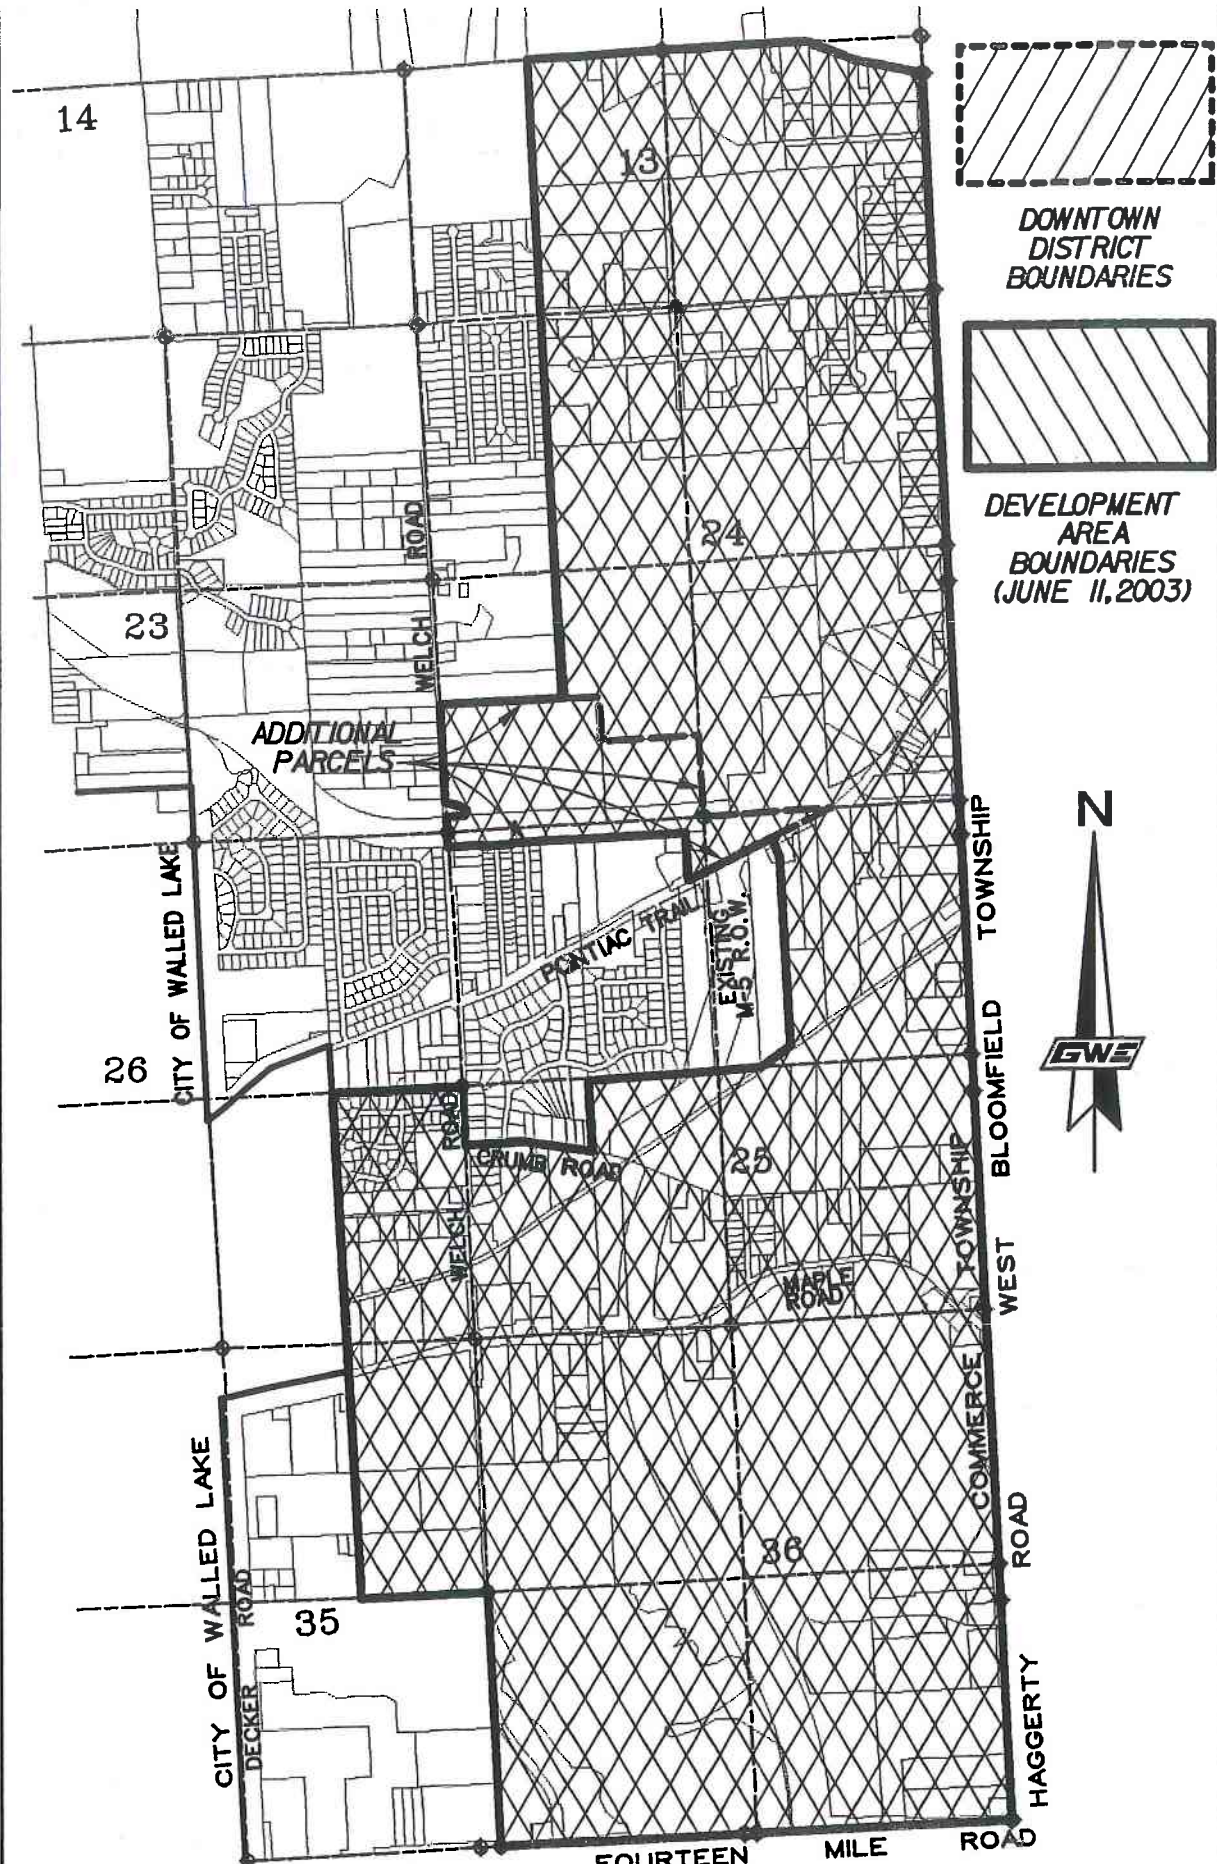 14
13
DOWNTOWN
DISTRICT
BOUNDARIES
DEVELOPMENT
AREA
BOUNDARIES
(JUNE 11, 2003)
WELCH ROAD
24
23
ADDITIONAL
PARCELS
N
GWE
CITY OF WALLED LAKE
PONTIAC TRAIL
EXISTING
M-5 R.O.W.
WEST BLOOMFIELD TOWNSHIP
26
WELCH ROAD
CRUMB ROAD
25
COMMERCE TOWNSHIP
MAPLE
ROAD
CITY OF WALLED LAKE
DECKER ROAD
36
35
HAGGERTY ROAD
FOURTEEN MILE ROAD